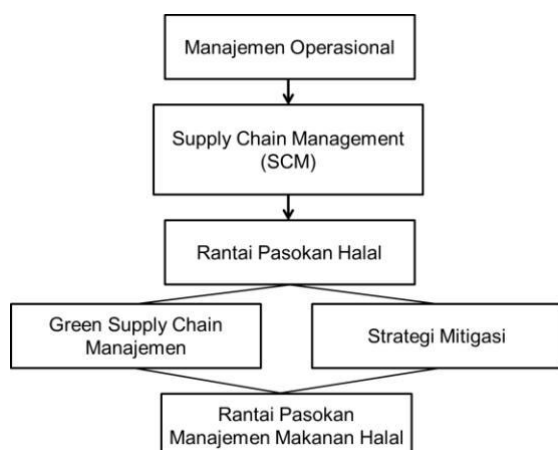 Manajemen Operasional
Supply Chain Management
(SCM)
Rantai Pasokan Halal
Green Supply Chain
Manajemen
Strategi Mitigasi
Rantai Pasokan
Manajemen Makanan Halal